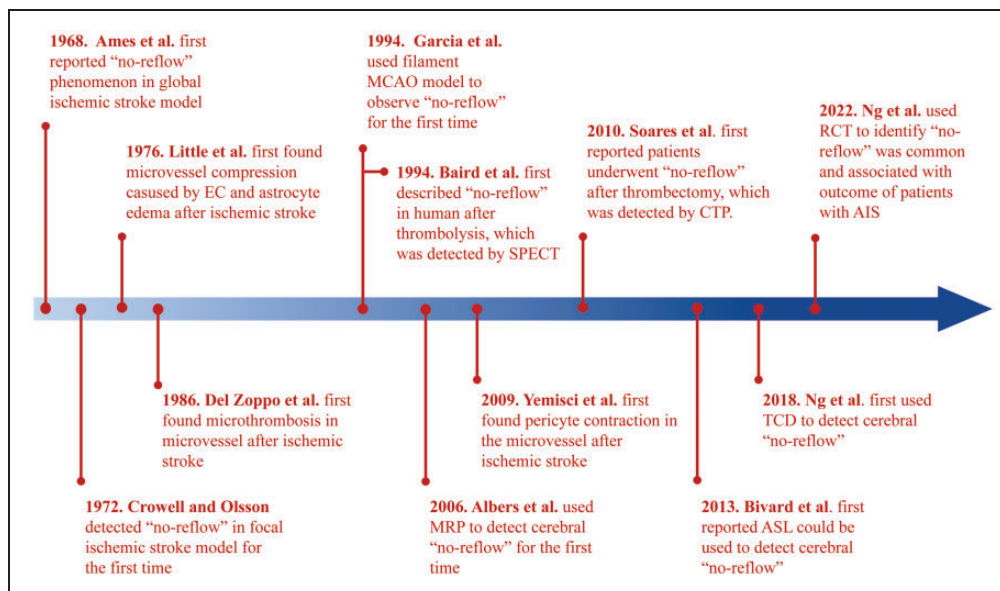 1968. Ames et al. first
reported “no-reflow”
phenomenon in global
ischemic stroke model
1976. Little et al. first found
microvessel compression
casused by EC and astrocyte
edema after ischemic stroke
1994. Garcia et al.
used filament
MCAO model to
observe “no-reflow”
for the first time
1994. Baird et al. first
described “no-reflow”
in human after
thrombolysis, which
was detected by SPECT
2010. Soares et al. first
reported patients
underwent “no-reflow”
after thrombectomy, which
was detected by CTP.
2022. Ng et al. used
RCT to identify “no-
reflow” was common
and associated with
outcome of patients
with AIS
1972. Crowell and Olsson
detected “no-reflow” in focal
ischemic stroke model for
the first time
1986. Del Zoppo et al. first
found microthrombosis in
microvessel after ischemic
stroke
2006. Albers et al. used
MRP to detect cerebral
“no-reflow” for the first
time
2009. Yemisci et al. first
found pericyte contraction in
the microvessel after
ischemic stroke
2013. Bivard et al. first
reported ASL could be
used to detect cerebral
“no-reflow”
2018. Ng et al. first used
TCD to detect cerebral
“no-reflow”